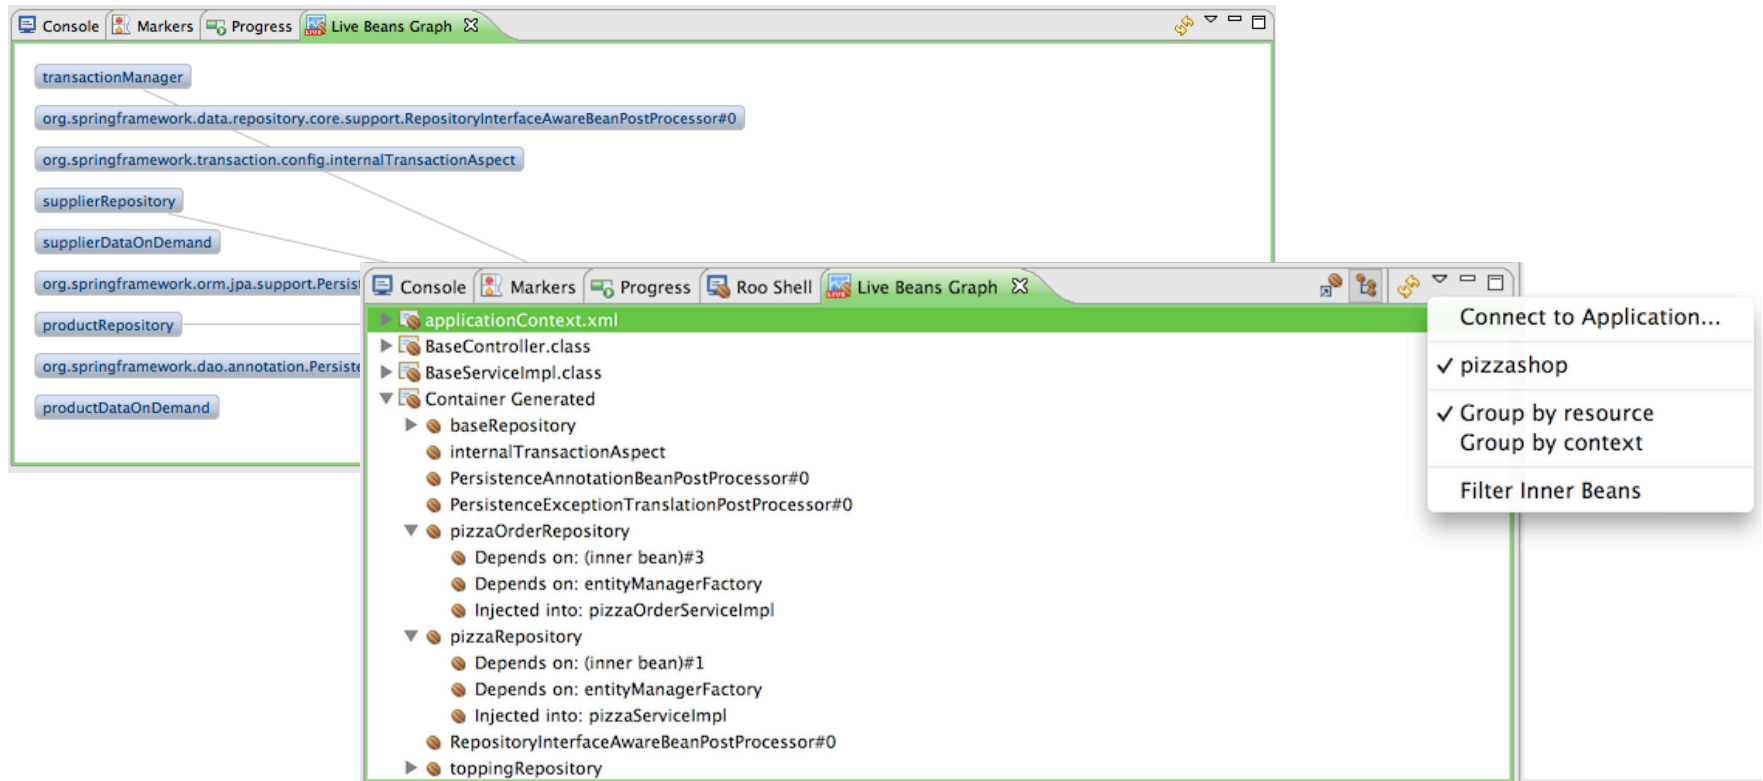 Console Markers Progress Live Beans Graph
transactionManager
org.springframework.data.repository.core.support.RepositoryInterfaceAwareBeanPostProcessor#0
org.springframework.transaction.config.internalTransactionAspect
supplierRepository
supplierDataOnDemand
org.springframework.orm.jpa.support.Persist
productRepository
org.springframework.dao.annotation.Persiste
productDataOnDemand
Console Markers Progress Roo Shell Live Beans Graph
applicationContext.xml
BaseController.class
BaseServiceImpl.class
Container Generated
baseRepository
internalTransactionAspect
PersistenceAnnotationBeanPostProcessor#0
PersistenceExceptionTranslationPostProcessor#0
pizzaOrderRepository
Depends on: (inner bean)#3
Depends on: entityManagerFactory
Injected into: pizzaOrderServiceImpl
pizzaRepository
Depends on: (inner bean)#1
Depends on: entityManagerFactory
Injected into: pizzaServiceImpl
RepositoryInterfaceAwareBeanPostProcessor#0
toppingRepository
Connect to Application...
✓ pizzashop
✓ Group by resource
Group by context
Filter Inner Beans